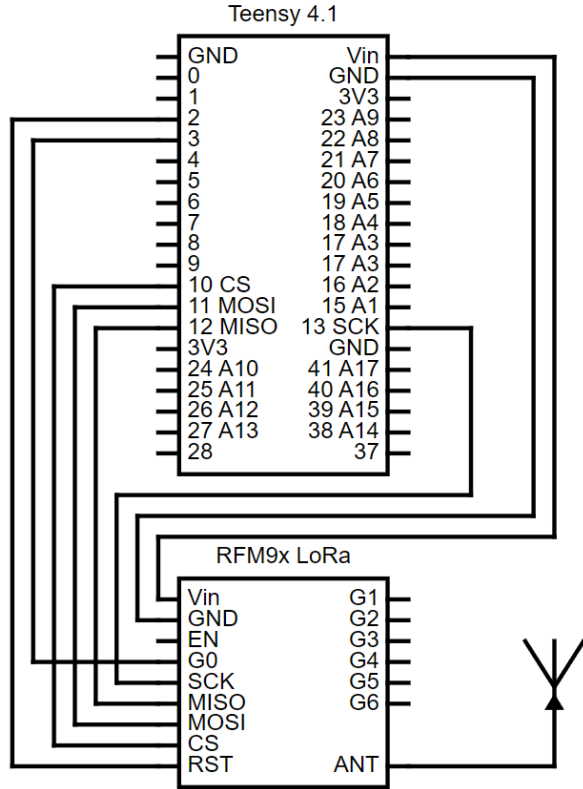 Teensy 4.1
GND Vin
0 GND
1 3V3
2 23 A9
3 22 A8
4 21 A7
5 20 A6
6 19 A5
7 18 A4
8 17 A3
9 17 A3
10 CS 16 A2
11 MOSI 15 A1
12 MISO 13 SCK
3V3 GND
24 A10 41 A17
25 A11 40 A16
26 A12 39 A15
27 A13 38 A14
28 37
RFM9x LoRa
Vin G1
GND G2
EN G3
G0 G4
SCK G5
MISO G6
MOSI
CS
RST ANT